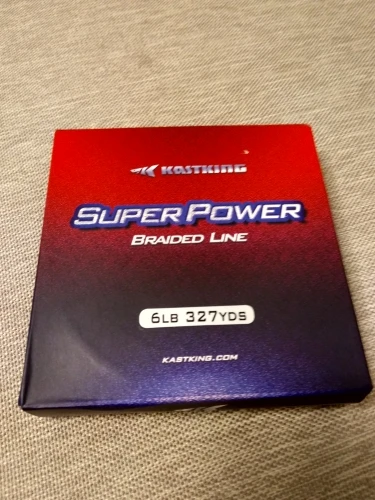 KASTKING
SUPER POWER
BRAIDED LINE
6LB 327YDS
KASTKING.COM